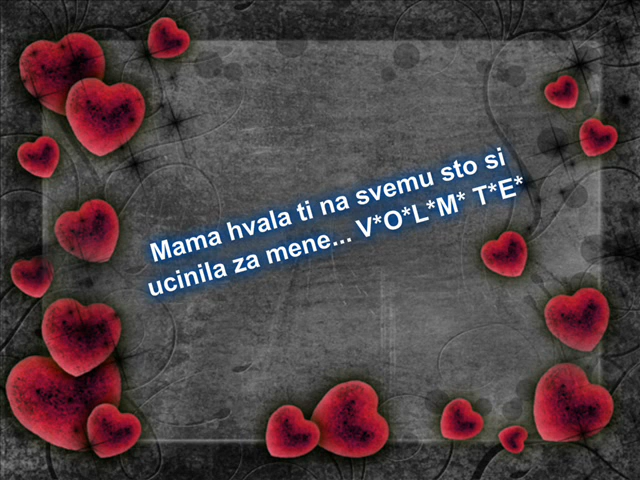 Mama hvala ti na svemu sto si
ucinila za mene... V*O*L*M* T*E*